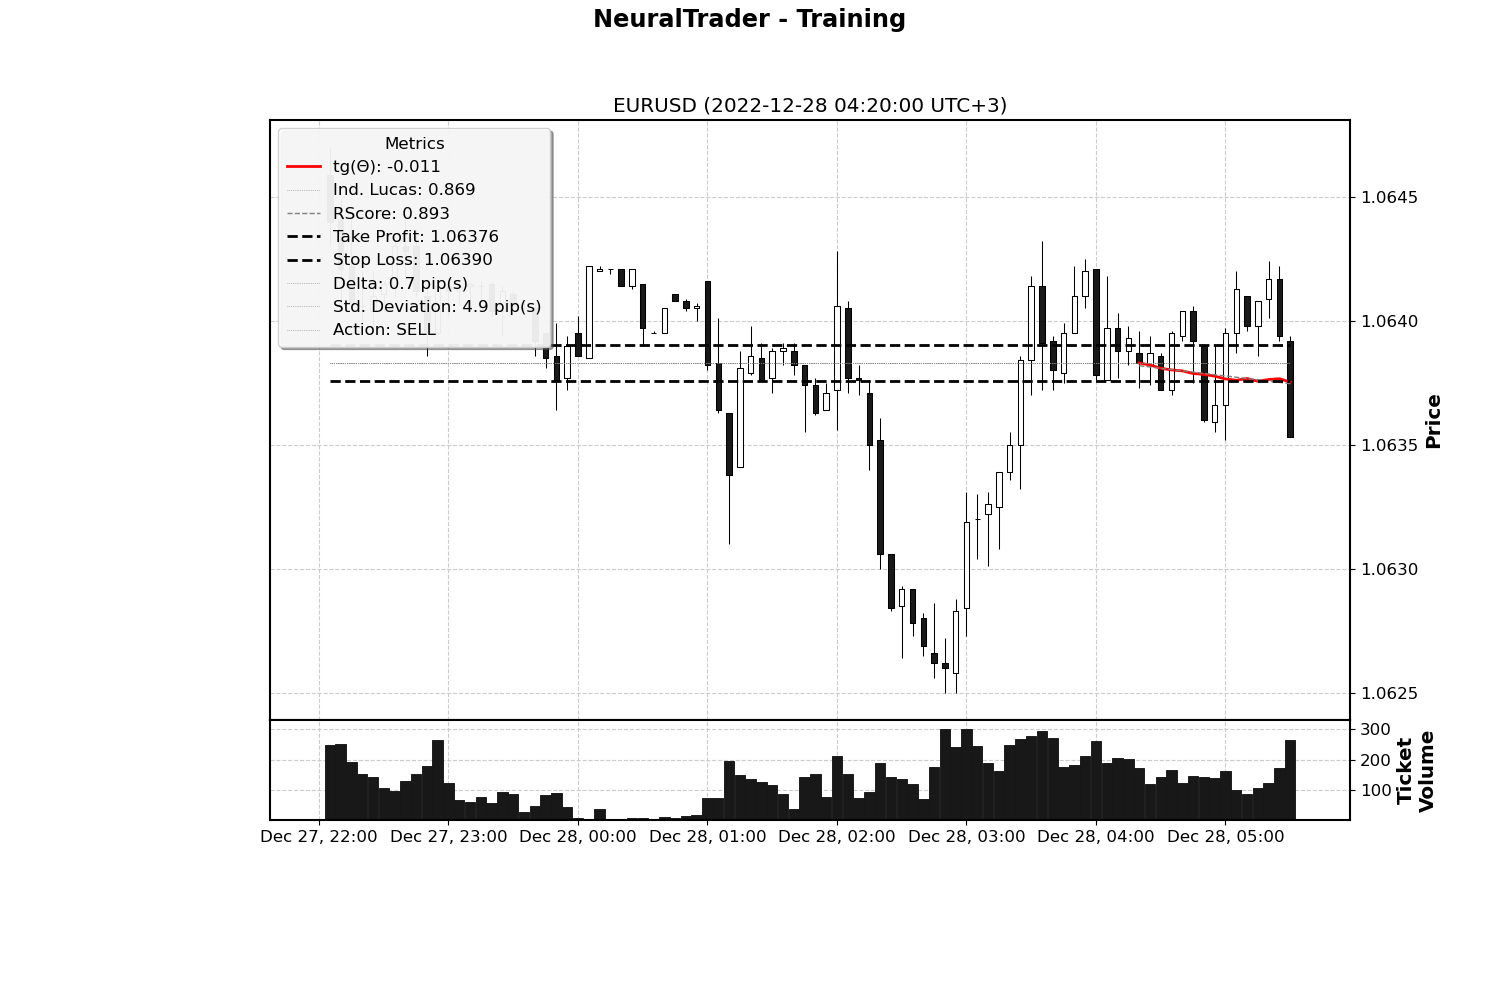 NeuralTrader - Training
EURUSD (2022-12-28 04:20:00 UTC+3)
Metrics
tg(Θ): -0.011
Ind. Lucas: 0.869
RScore: 0.893
Take Profit: 1.06376
Stop Loss: 1.06390
Delta: 0.7 pip(s)
Std. Deviation: 4.9 pip(s)
Action: SELL
1.0645
1.0640
1.0635
1.0630
1.0625
Price
300
200
100
Ticket
Volume
Dec 27, 22:00
Dec 27, 23:00
Dec 28, 00:00
Dec 28, 01:00
Dec 28, 02:00
Dec 28, 03:00
Dec 28, 04:00
Dec 28, 05:00